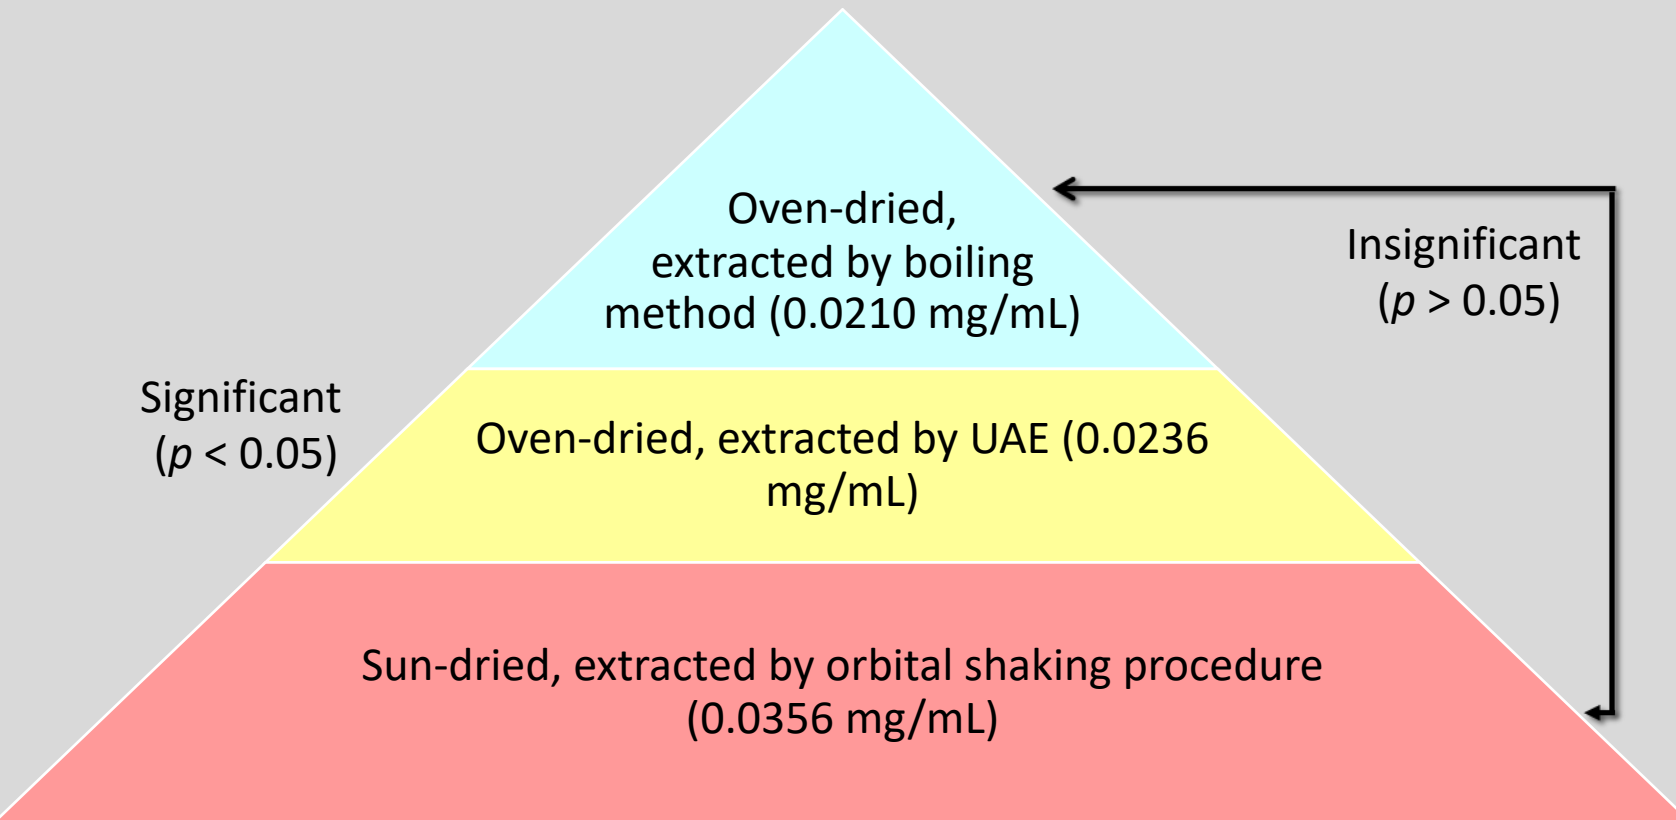 Oven-dried,
extracted by boiling
method (0.0210 mg/mL)
Insignificant
(p > 0.05)
Significant
(p < 0.05)
Oven-dried, extracted by UAE (0.0236
mg/mL)
Sun-dried, extracted by orbital shaking procedure
(0.0356 mg/mL)